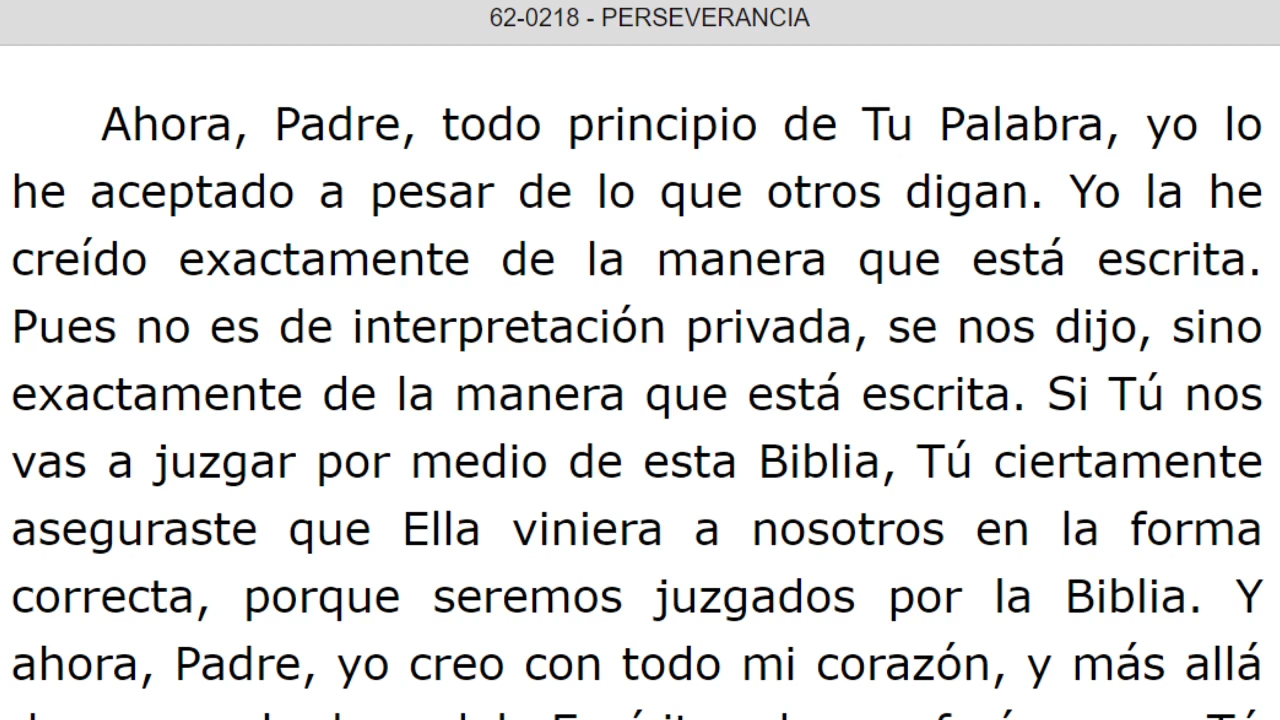 62-0218 - PERSEVERANCIA
Ahora, Padre, todo principio de Tu Palabra, yo lo
he aceptado a pesar de lo que otros digan. Yo la he
creído exactamente de la manera que está escrita.
Pues no es de interpretación privada, se nos dijo, sino
exactamente de la manera que está escrita. Si Tú nos
vas a juzgar por medio de esta Biblia, Tú ciertamente
aseguraste que Ella viniera a nosotros en la forma
correcta, porque seremos juzgados por la Biblia. Y
ahora, Padre, yo creo con todo mi corazón, y más allá